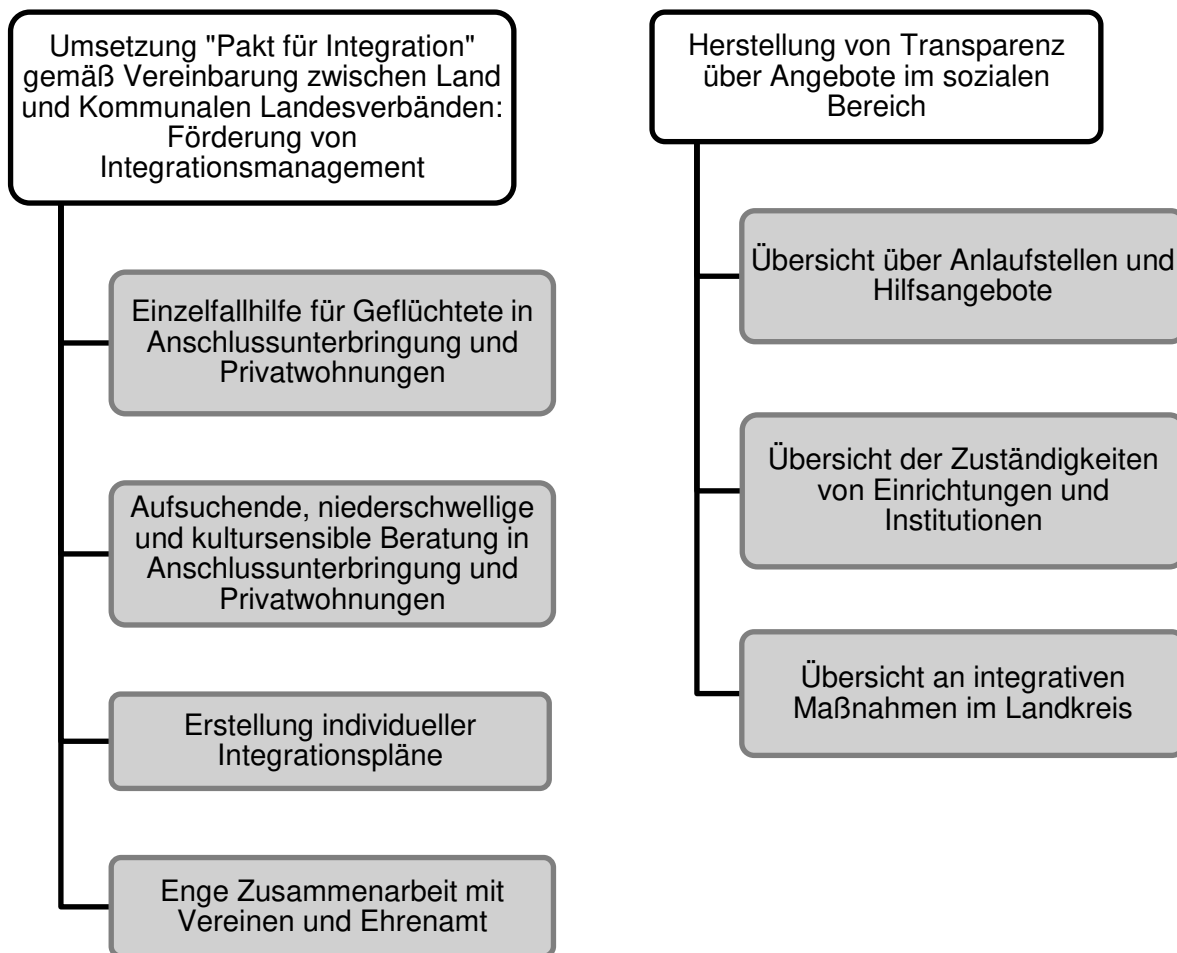 Umsetzung "Pakt für Integration"
gemäß Vereinbarung zwischen Land
und Kommunalen Landesverbänden:
Förderung von
Integrationsmanagement
Einzelfallhilfe für Geflüchtete in
Anschlussunterbringung und
Privatwohnungen
Aufsuchende, niederschwellige
und kultursensible Beratung in
Anschlussunterbringung und
Privatwohnungen
Erstellung individueller
Integrationspläne
Enge Zusammenarbeit mit
Vereinen und Ehrenamt
Herstellung von Transparenz
über Angebote im sozialen
Bereich
Übersicht über Anlaufstellen und
Hilfsangebote
Übersicht der Zuständigkeiten
von Einrichtungen und
Institutionen
Übersicht an integrativen
Maßnahmen im Landkreis